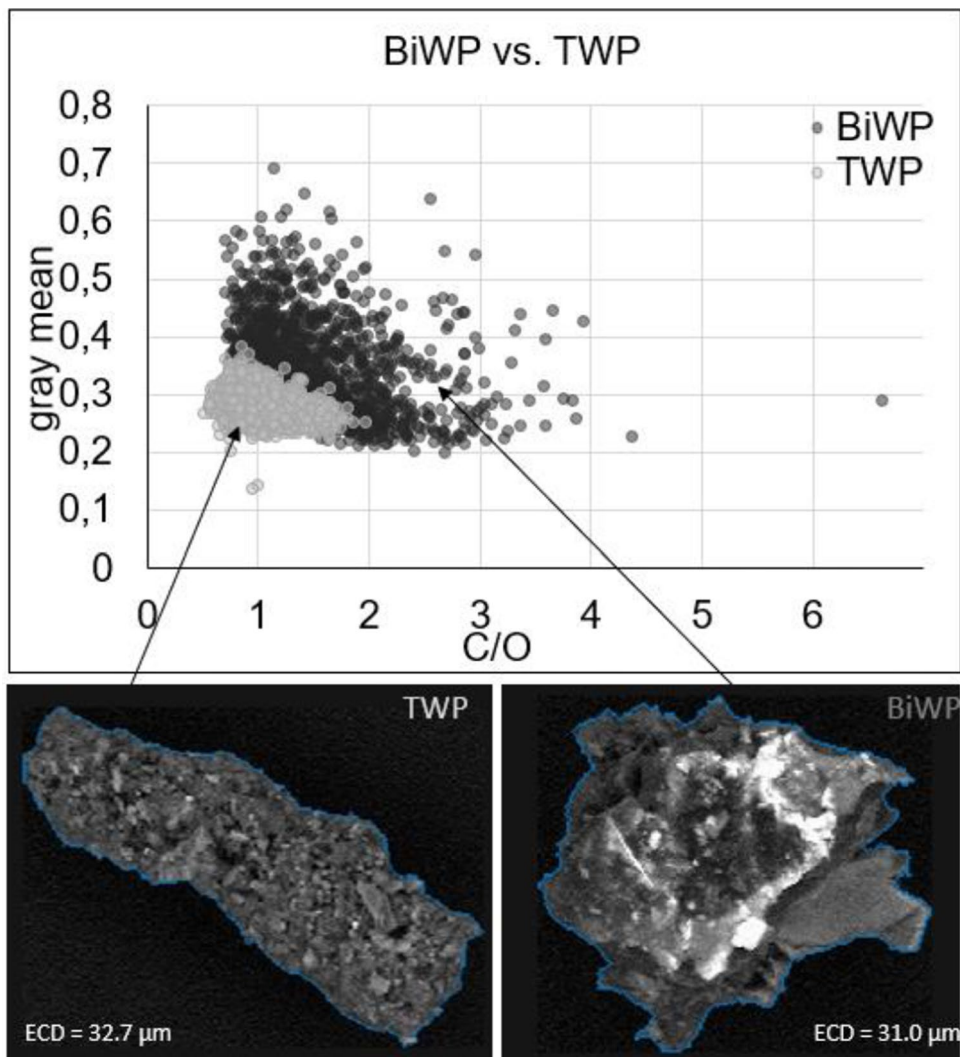 BiWP vs. TWP
0,8
BiWP
0,7
TWP
0,6
0,5
0,4
0,3
0,2
0,1
0
gray mean
0 1 2 3 4 5 6
C/O
TWP
ECD = 32.7 µm
BiWP
ECD = 31.0 µm